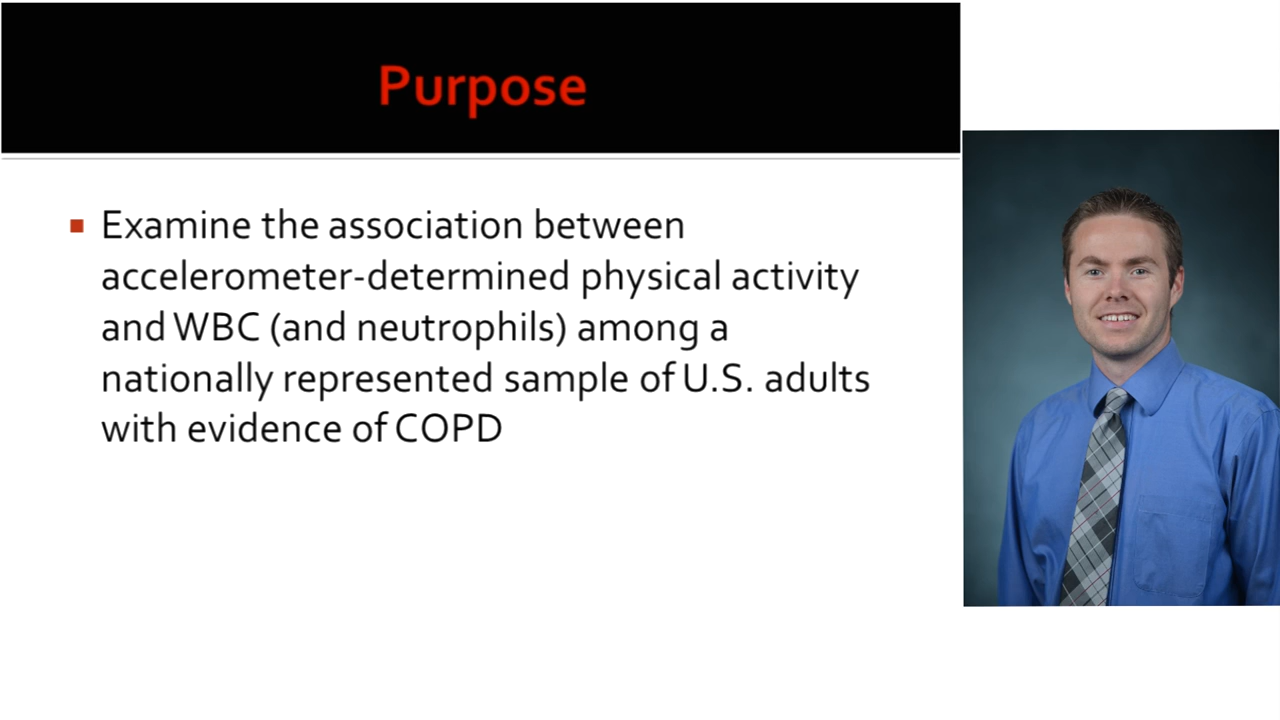 Purpose
Examine the association between
accelerometer-determined physical activity
and WBC (and neutrophils) among a
nationally represented sample of U.S. adults
with evidence of COPD